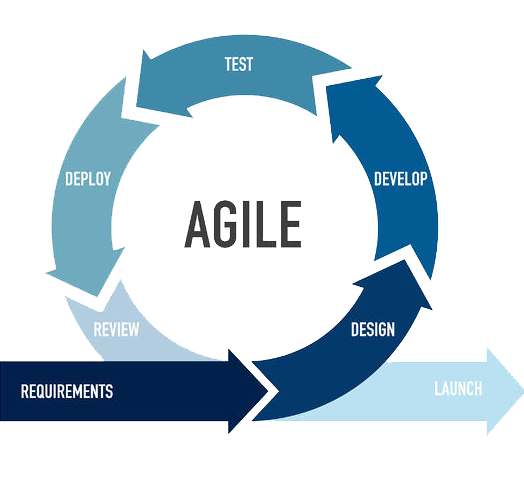 TEST
DEPLOY
DEVELOP
AGILE
REVIEW
DESIGN
REQUIREMENTS
LAUNCH